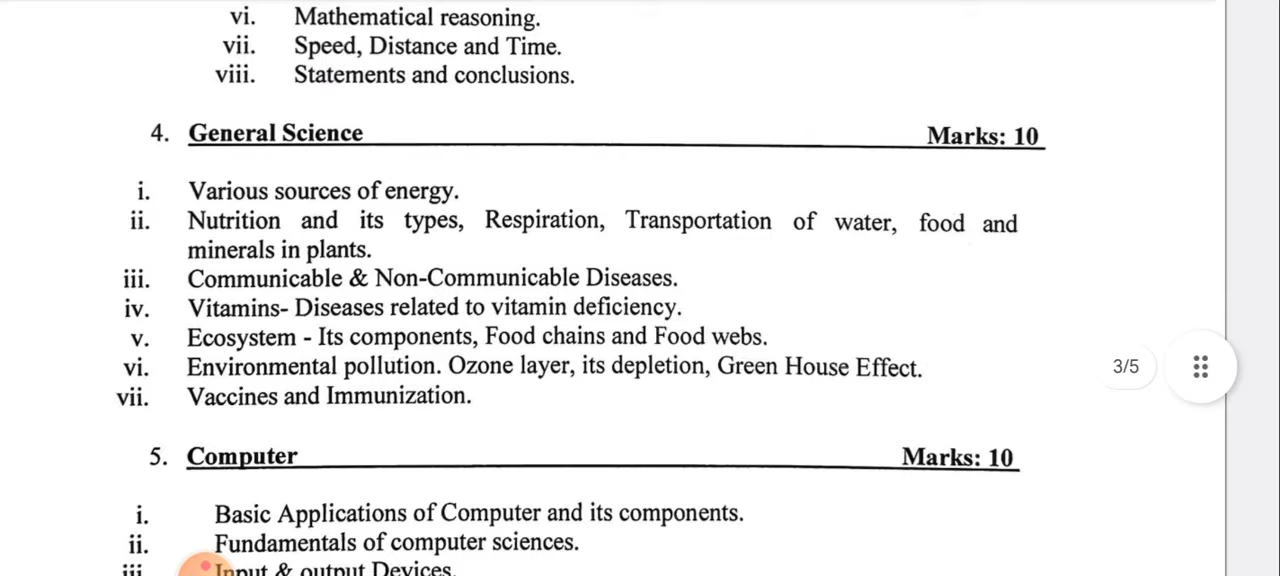 vi. Mathematical reasoning.
vii. Speed, Distance and Time.
viii. Statements and conclusions.
4. General Science Marks: 10
i. Various sources of energy.
ii. Nutrition and its types, Respiration, Transportation of water, food and
minerals in plants.
iii. Communicable & Non-Communicable Diseases.
iv. Vitamins- Diseases related to vitamin deficiency.
v. Ecosystem - Its components, Food chains and Food webs.
vi. Environmental pollution. Ozone layer, its depletion, Green House Effect.
3/5
vii. Vaccines and Immunization.
5. Computer Marks: 10
i. Basic Applications of Computer and its components.
ii. Fundamentals of computer sciences.
iii Input & output Devices.